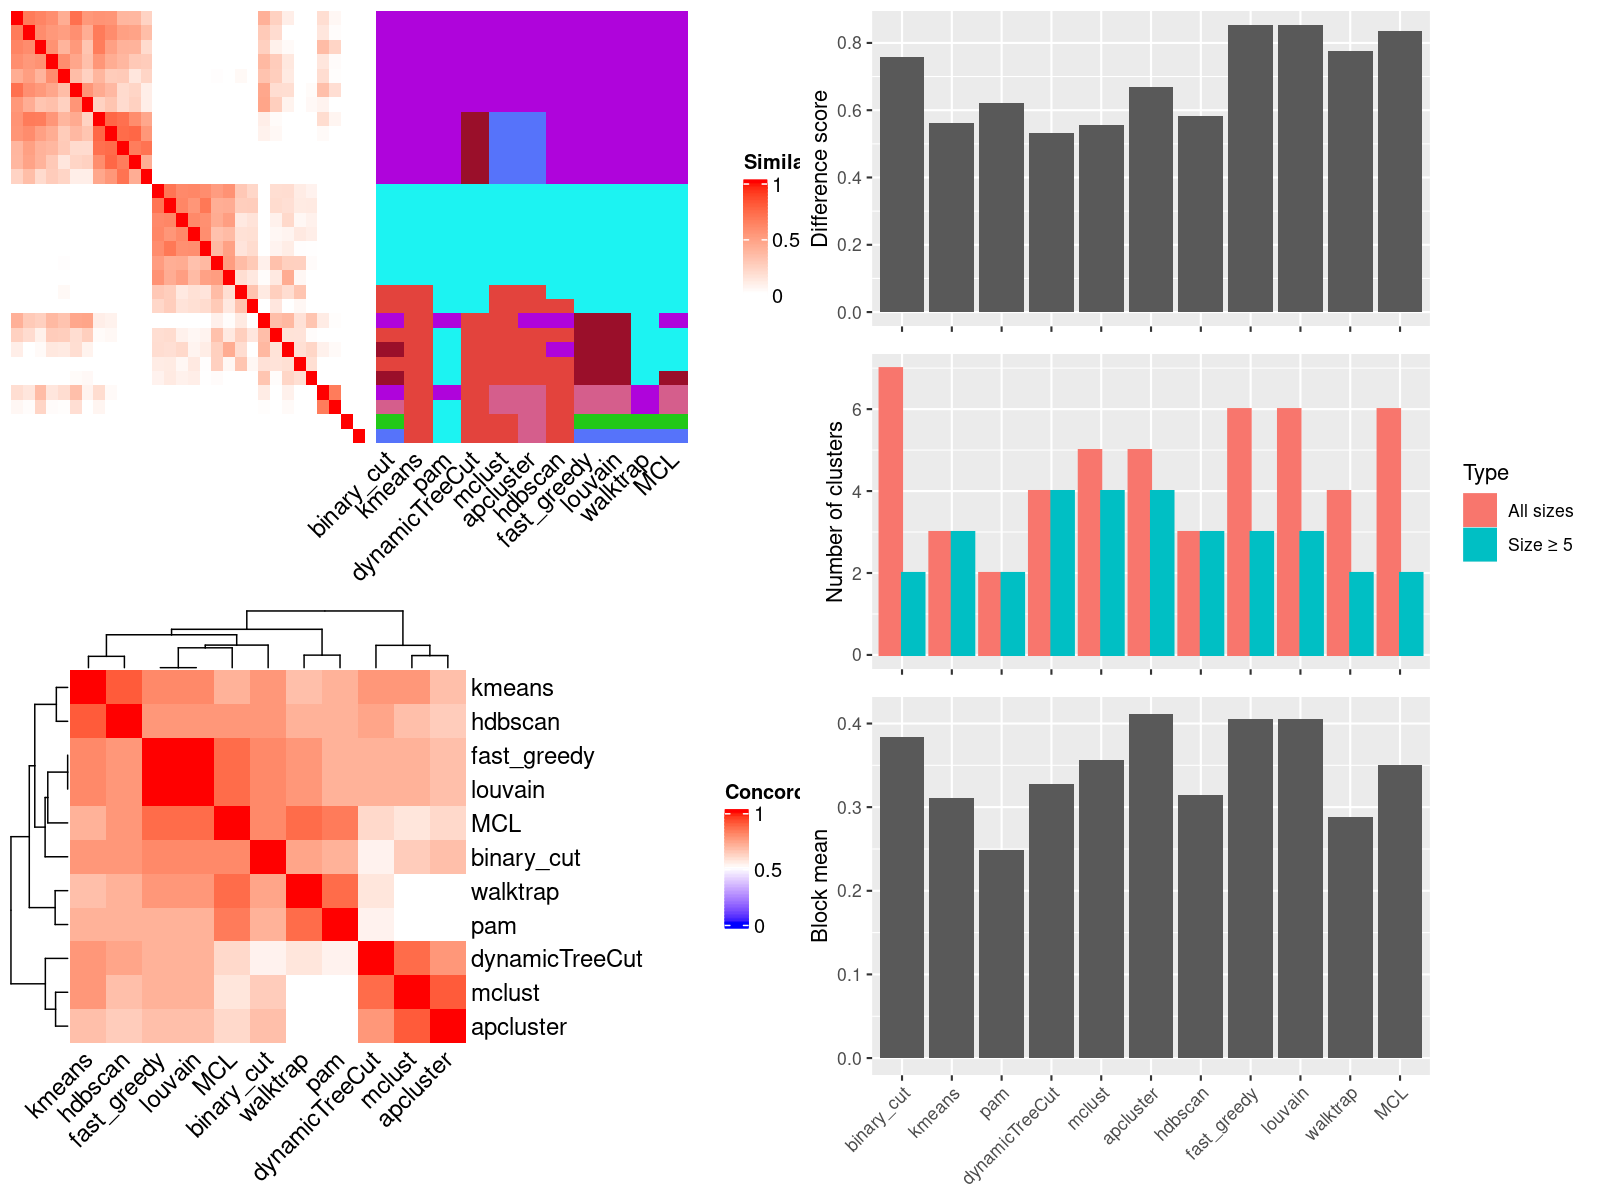 Simila
1
0.5
0
binary_cut
kmeans
pam
dynamicTreeCut
mclust
apcluster
hdbscan
fast_greedy
louvain
walktrap
MCL
kmeans
hdbscan
fast_greedy
louvain
MCL
binary_cut
walktrap
pam
dynamicTreeCut
mclust
apcluster
kmeans
hdbscan
fast_greedy
louvain
MCL
binary_cut
walktrap
pam
dynamicTreeCut
mclust
apcluster
Concord
1
0.5
0
Difference score
0.8
0.6
0.4
0.2
0.0
Number of clusters
6
4
2
0
Type
All sizes
Size ≥ 5
Block mean
0.4
0.3
0.2
0.1
0.0
binary_cut
kmeans
pam
dynamicTreeCut
mclust
apcluster
hdbscan
fast_greedy
louvain
walktrap
MCL